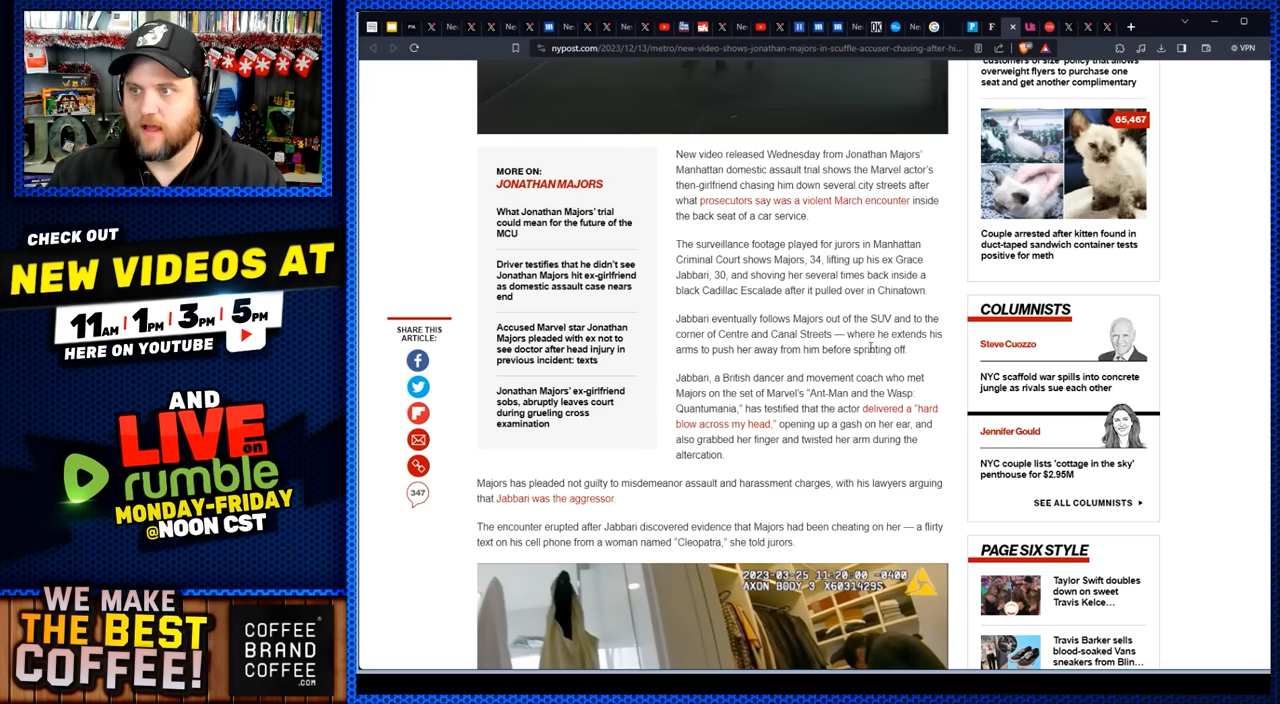 CHECK OUT
NEW VIDEOS AT
11AM | 1PM | 3PM | 5PM
HERE ON YOUTUBE
AND
LIVE on
rumble
MONDAY-FRIDAY
@NOON CST
WE MAKE
THE BEST
COFFEE!
COFFEE
BRAND
COFFEE
.COM
nypost.com/2023/12/13/metro/new-video-shows-jonathan-majors-in-scuffle-accuser-chasing-after-hi...
VPN
MORE ON:
JONATHAN MAJORS
What Jonathan Majors' trial
could mean for the future of the
MCU
Driver testifies that he didn't see
Jonathan Majors hit ex-girlfriend
as domestic assault case nears
end
Accused Marvel star Jonathan
Majors pleaded with ex not to
see doctor after head injury in
previous incident: texts
Jonathan Majors' ex-girlfriend
sobs, abruptly leaves court
during grueling cross
examination
SHARE THIS
ARTICLE:
347
New video released Wednesday from Jonathan Majors'
Manhattan domestic assault trial shows the Marvel actor's
then-girlfriend chasing him down several city streets after
what prosecutors say was a violent March encounter inside
the back seat of a car service.
The surveillance footage played for jurors in Manhattan
Criminal Court shows Majors, 34, lifting up his ex Grace
Jabbari, 30, and shoving her several times back inside a
black Cadillac Escalade after it pulled over in Chinatown.
Jabbari eventually follows Majors out of the SUV and to the
corner of Centre and Canal Streets — where he extends his
arms to push her away from him before sprinting off.
Jabbari, a British dancer and movement coach who met
Majors on the set of Marvel's "Ant-Man and the Wasp:
Quantumania," has testified that the actor delivered a "hard
blow across my head," opening up a gash on her ear, and
also grabbed her finger and twisted her arm during the
altercation.
Majors has pleaded not guilty to misdemeanor assault and harassment charges, with his lawyers arguing
that Jabbari was the aggressor.
The encounter erupted after Jabbari discovered evidence that Majors had been cheating on her — a flirty
text on his cell phone from a woman named "Cleopatra," she told jurors.
2023-03-25 11:20:00 -0400
AXON BODY 3 X6031429S
customers of size' policy that allows
overweight flyers to purchase one
seat and get another complimentary
65,467
Couple arrested after kitten found in
duct-taped sandwich container tests
positive for meth
COLUMNISTS
Steve Cuozzo
NYC scaffold war spills into concrete
jungle as rivals sue each other
Jennifer Gould
NYC couple lists 'cottage in the sky'
penthouse for $2.95M
SEE ALL COLUMNISTS
PAGE SIX STYLE
Taylor Swift doubles
down on sweet
Travis Kelce...
Travis Barker sells
blood-soaked Vans
sneakers from Blin...